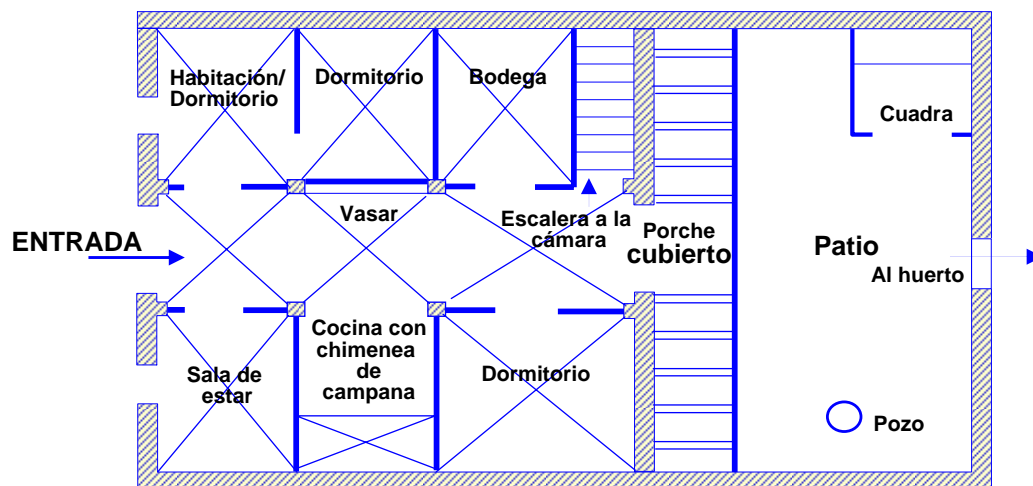 Habitación/
Dormitorio
Dormitorio
Bodega
Cuadra
Vasar
Escalera a la
cámara
ENTRADA
Porche
cubierto
Patio
Al huerto
Cocina con
chimenea
de
campana
Sala de
estar
Dormitorio
Pozo